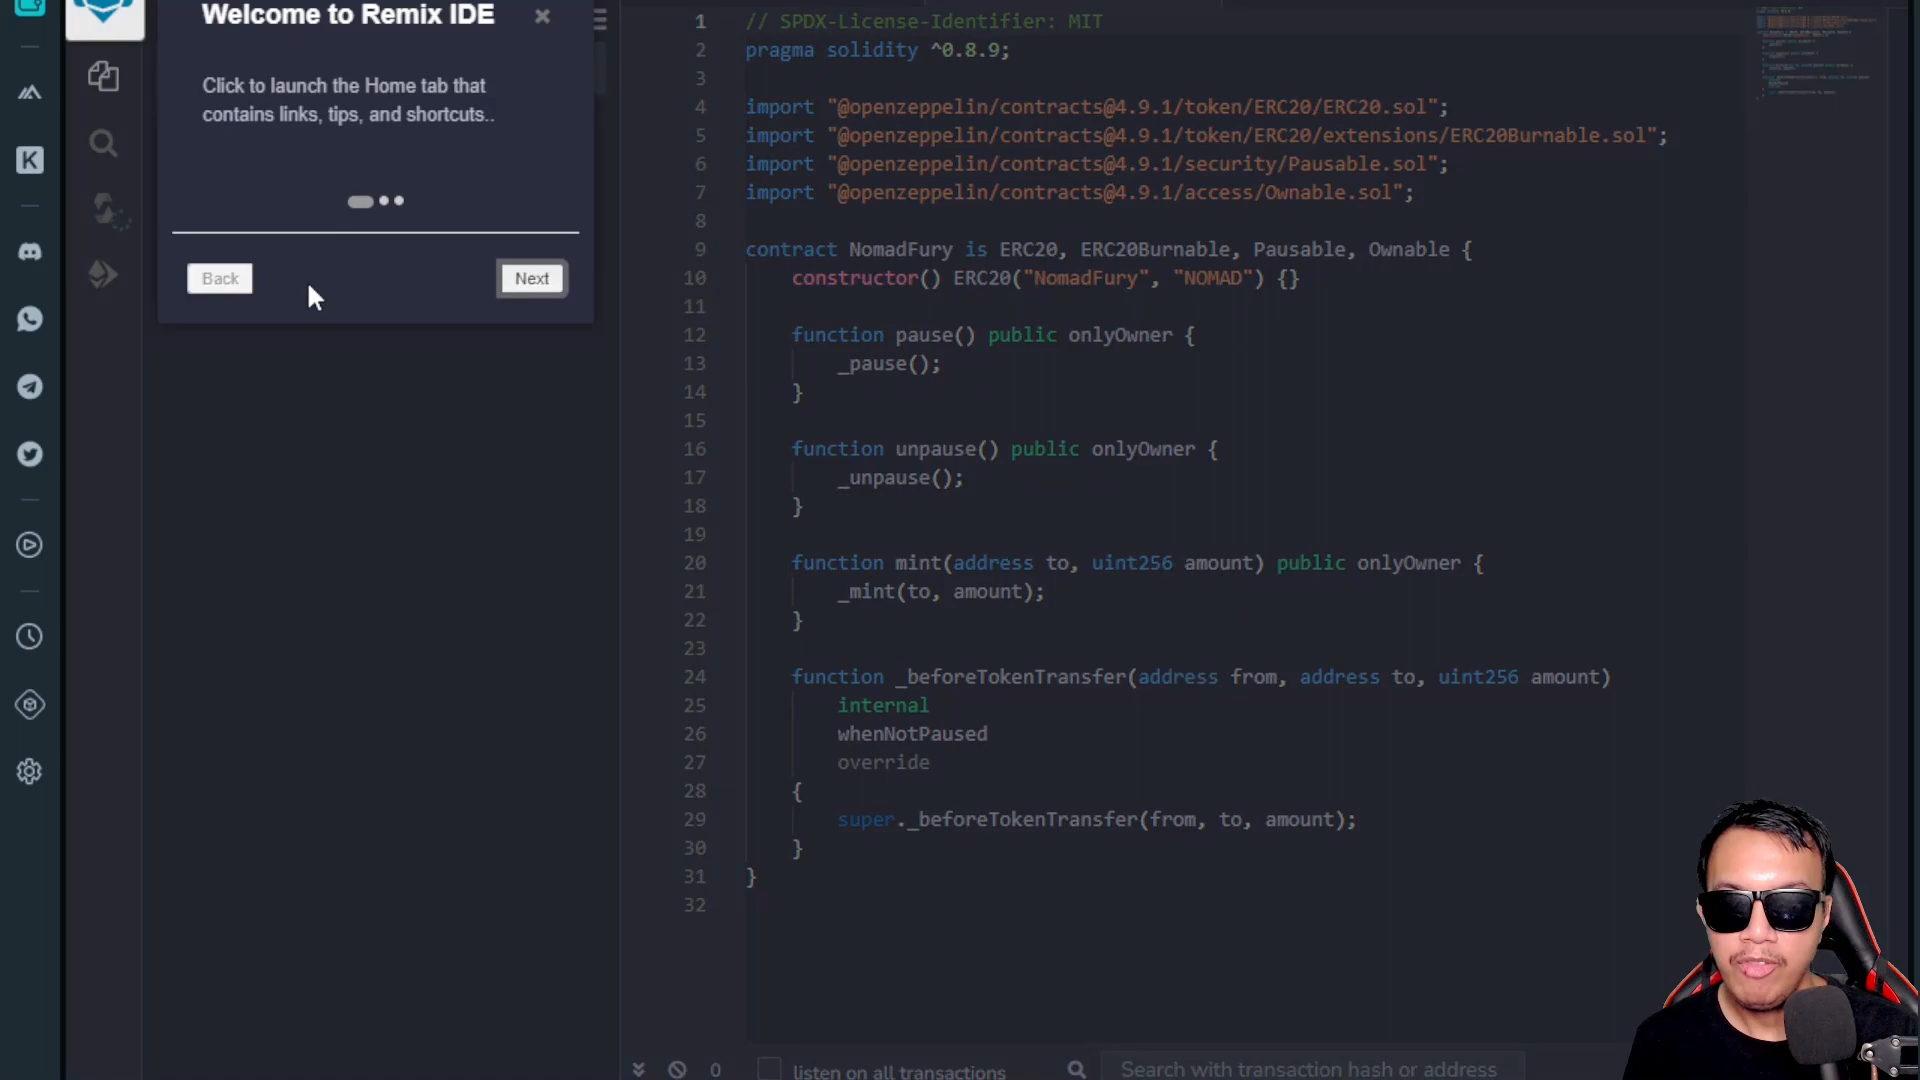 Welcome to Remix IDE
×
Click to launch the Home tab that
contains links, tips, and shortcuts..
Back
Next
K
1 // SPDX-License-Identifier: MIT
2 pragma solidity ^0.8.9;
3
4 import "@openzeppelin/contracts@4.9.1/token/ERC20/ERC20.sol";
5 import "@openzeppelin/contracts@4.9.1/token/ERC20/extensions/ERC20Burnable.sol";
6 import "@openzeppelin/contracts@4.9.1/security/Pausable.sol";
7 import "@openzeppelin/contracts@4.9.1/access/Ownable.sol";
8
9 contract NomadFury is ERC20, ERC20Burnable, Pausable, Ownable {
10 constructor() ERC20("NomadFury", "NOMAD") {}
11
12 function pause() public onlyOwner {
13 _pause();
14 }
15
16 function unpause() public onlyOwner {
17 _unpause();
18 }
19
20 function mint(address to, uint256 amount) public onlyOwner {
21 _mint(to, amount);
22 }
23
24 function _beforeTokenTransfer(address from, address to, uint256 amount)
25 internal
26 whenNotPaused
27 override
28 {
29 super._beforeTokenTransfer(from, to, amount);
30 }
31 }
32
0 listen on all transactions Search with transaction hash or address